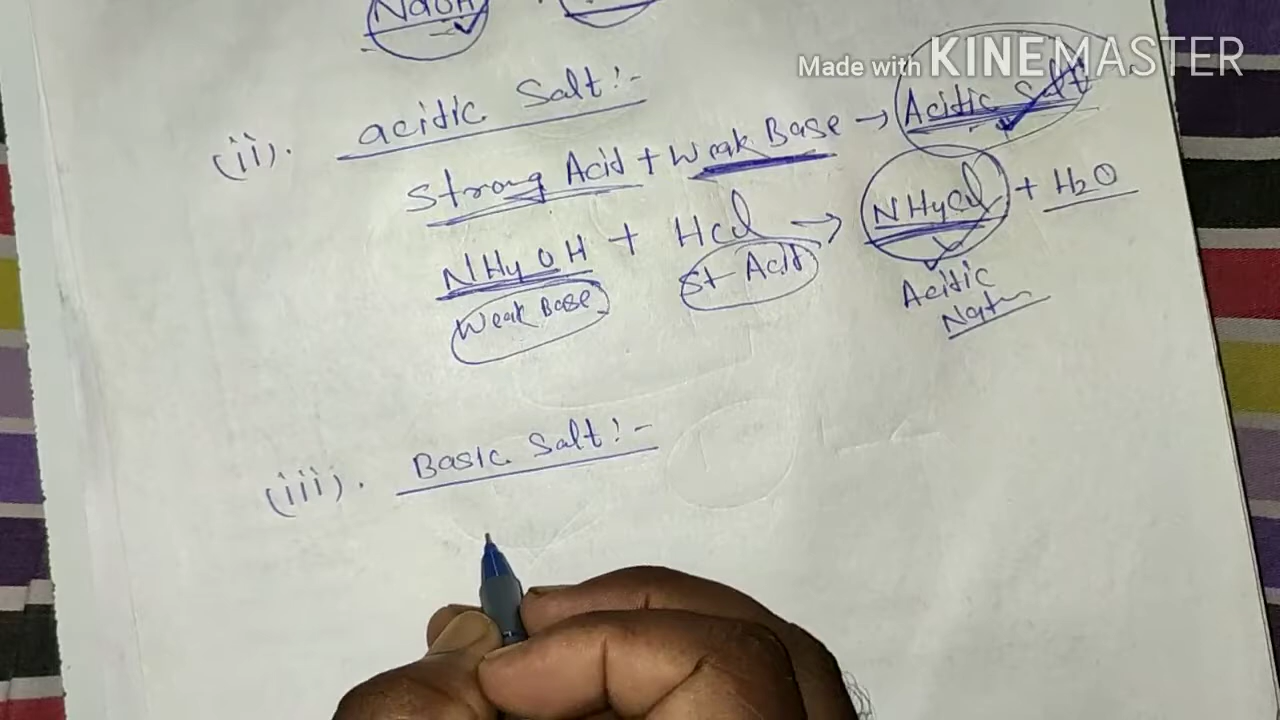 NaOH
Made with KINEMASTER
(ii). acidic Salt :-
Strong Acid + Weak Base → Acidic Salt
NH4OH + Hcl → NH4Cl + H2O
Weak Base St Acid Acidic
Natr
(iii). Basic Salt :-